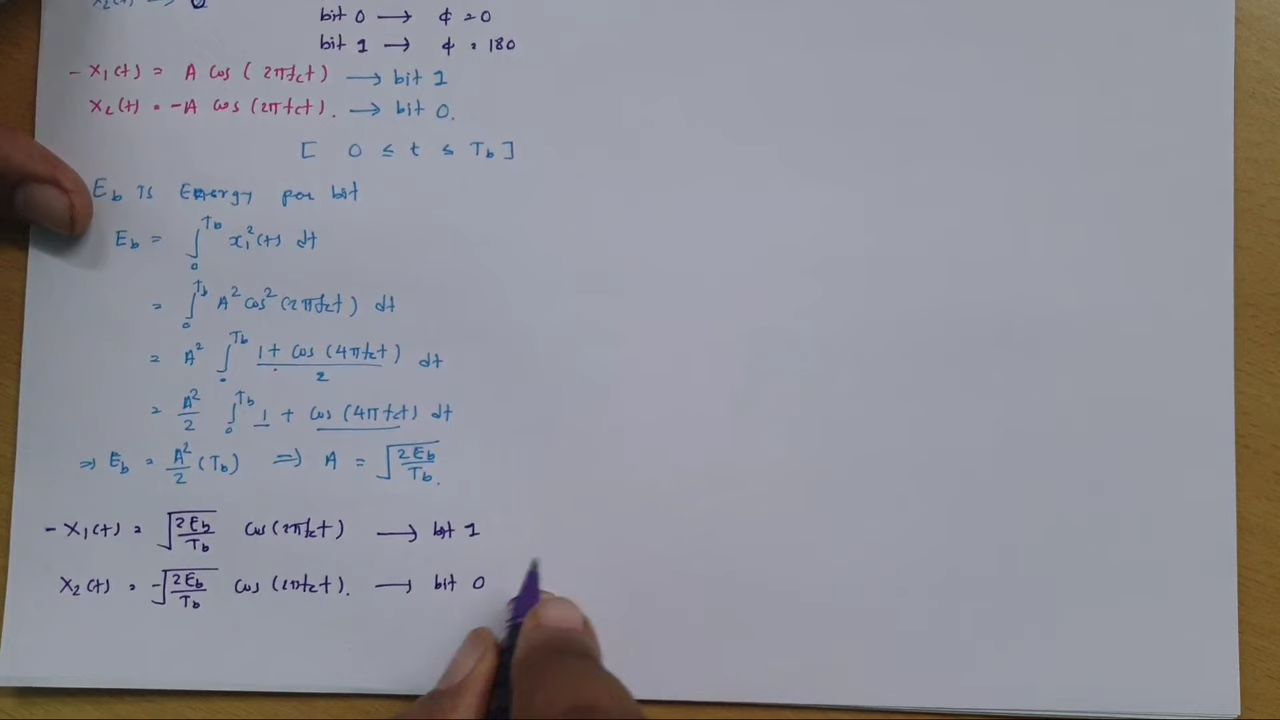 x₂(t) → 0
bit 0 → ϕ = 0
bit 1 → ϕ = 180
- x₁(t) = A cos (2πfct) → bit 1
x₂(t) = -A cos (2πfct). → bit 0.
[ 0 ≤ t ≤ Tb ]
Eb is Energy per bit
Eb = ∫₀^Tb x₁²(t) dt
= ∫₀^Tb A² cos² (2πfct) dt
= A² ∫₀^Tb (1 + cos (4πfct))/2 dt
= A²/2 ∫₀^Tb 1 + cos (4πfct) dt
⇒ Eb = A²/2 (Tb) ⇒ A = √(2Eb/Tb).
- x₁(t) = √(2Eb/Tb) cos(2πfct) → bit 1
x₂(t) = -√(2Eb/Tb) cos (2πfct). → bit 0